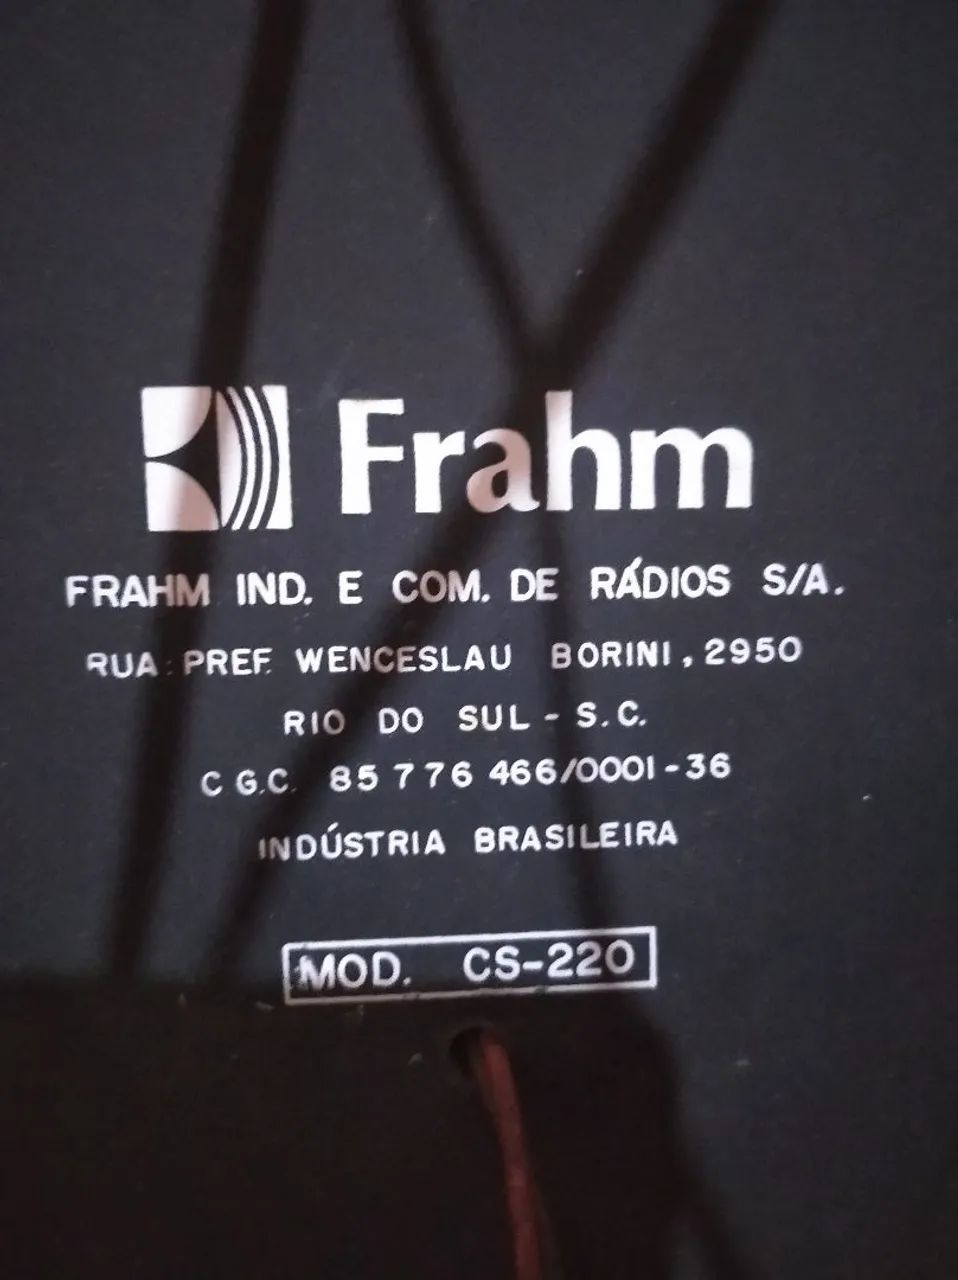 Frahm
FRAHM IND. E COM. DE RÁDIOS S/A.
RUA: PREF. WENCESLAU BORINI, 2950
RIO DO SUL - S.C.
C G.C. 85 776 466/0001-36
INDÚSTRIA BRASILEIRA
MOD. CS-220